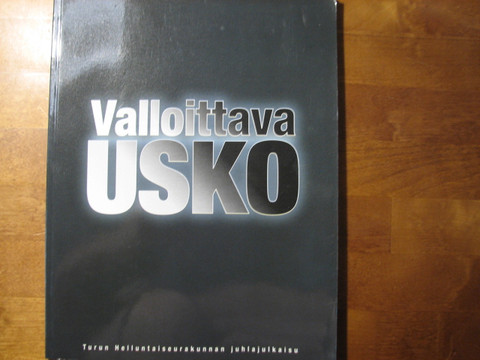 Valloittava
USKO
Turun Helluntaiseurakunnan juhlajulkaisu